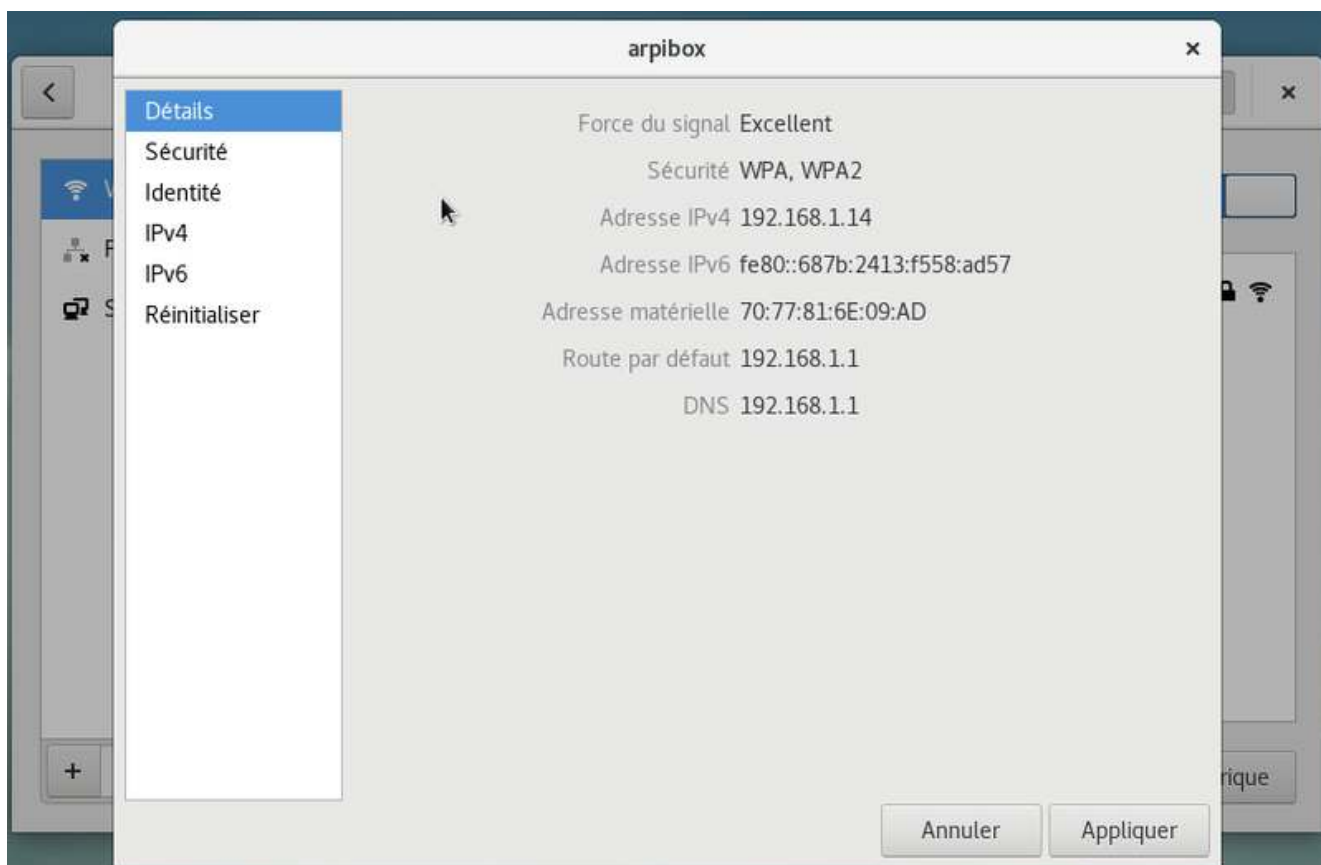 arpibox
Détails
Sécurité
Identité
IPv4
IPv6
Réinitialiser
Force du signal Excellent
Sécurité WPA, WPA2
Adresse IPv4 192.168.1.14
Adresse IPv6 fe80::687b:2413:f558:ad57
Adresse matérielle 70:77:81:6E:09:AD
Route par défaut 192.168.1.1
DNS 192.168.1.1
Annuler
Appliquer